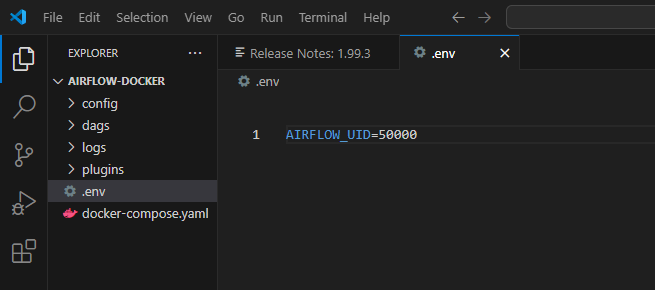 File Edit Selection View Go Run Terminal Help
EXPLORER
Release Notes: 1.99.3
.env
AIRFLOW-DOCKER
config
dags
logs
plugins
.env
docker-compose.yaml
.env
1 AIRFLOW_UID=50000